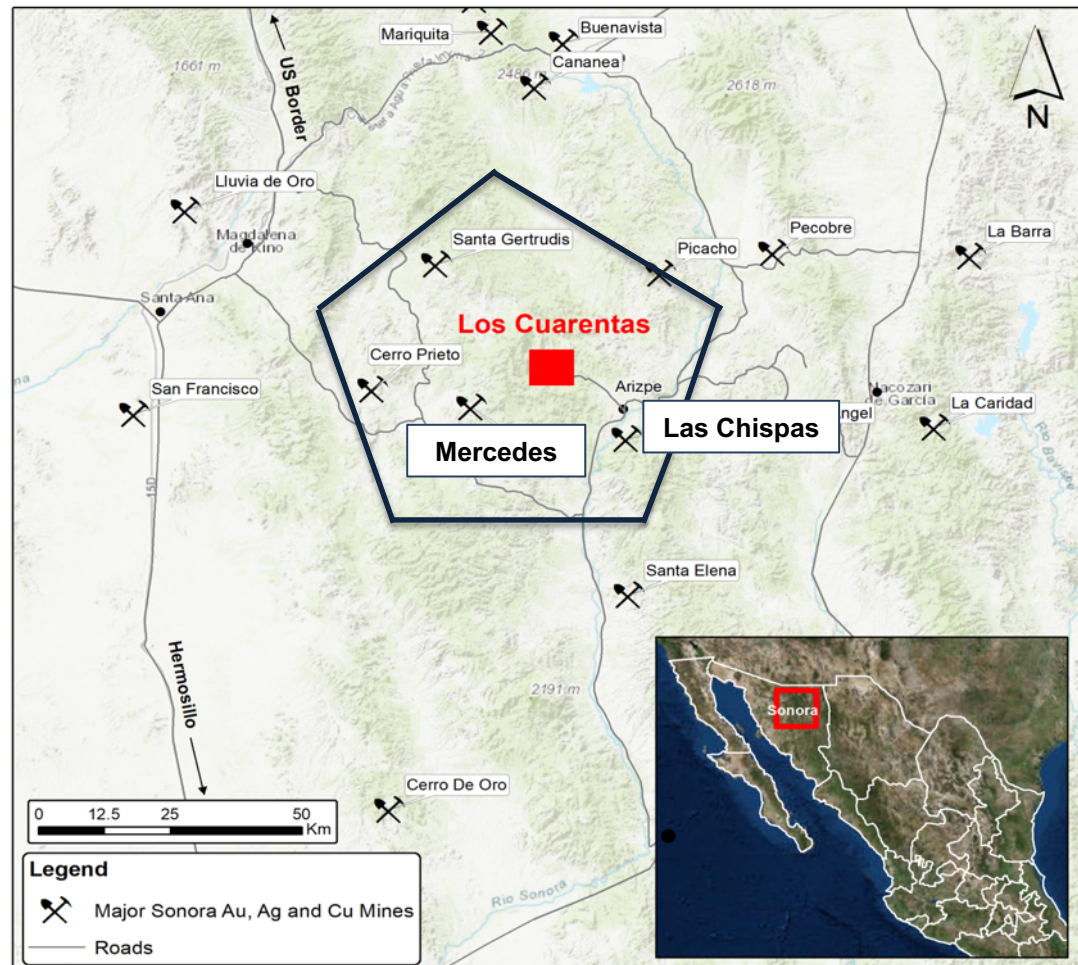 Mariquita
Buenavista
Cananea
1661 m
2486 m
2618 m
US Border
N
Lluvia de Oro
Magdalena
de Kino
Santa Gertrudis
Picacho
Pecobre
La Barra
Santa Ana
Los Cuarentas
Cerro Prieto
San Francisco
Arizpe
Nacozari
de García
La Caridad
Mercedes
Las Chispas
ngel
15D
Santa Elena
Hermosillo
2191 m
Sonora
Cerro De Oro
0 12.5 25 50
Km
Rio Sonora
Legend
Major Sonora Au, Ag and Cu Mines
Roads